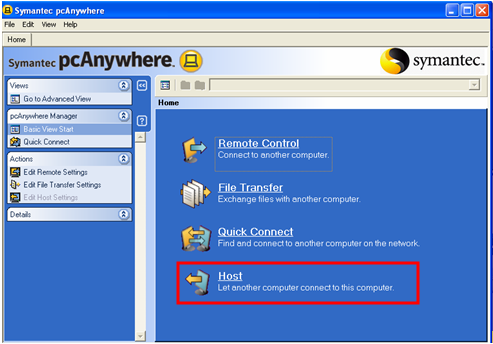 Symantec pcAnywhere
File Edit View Help
Home
Symantec pcAnywhere.
symantec.
Views
Go to Advanced View
pcAnywhere Manager
Basic View Start
Quick Connect
Actions
Edit Remote Settings
Edit File Transfer Settings
Edit Host Settings
Details
?
Home
Remote Control
Connect to another computer.
File Transfer
Exchange files with another computer.
Quick Connect
Find and connect to another computer on the network.
Host
Let another computer connect to this computer.